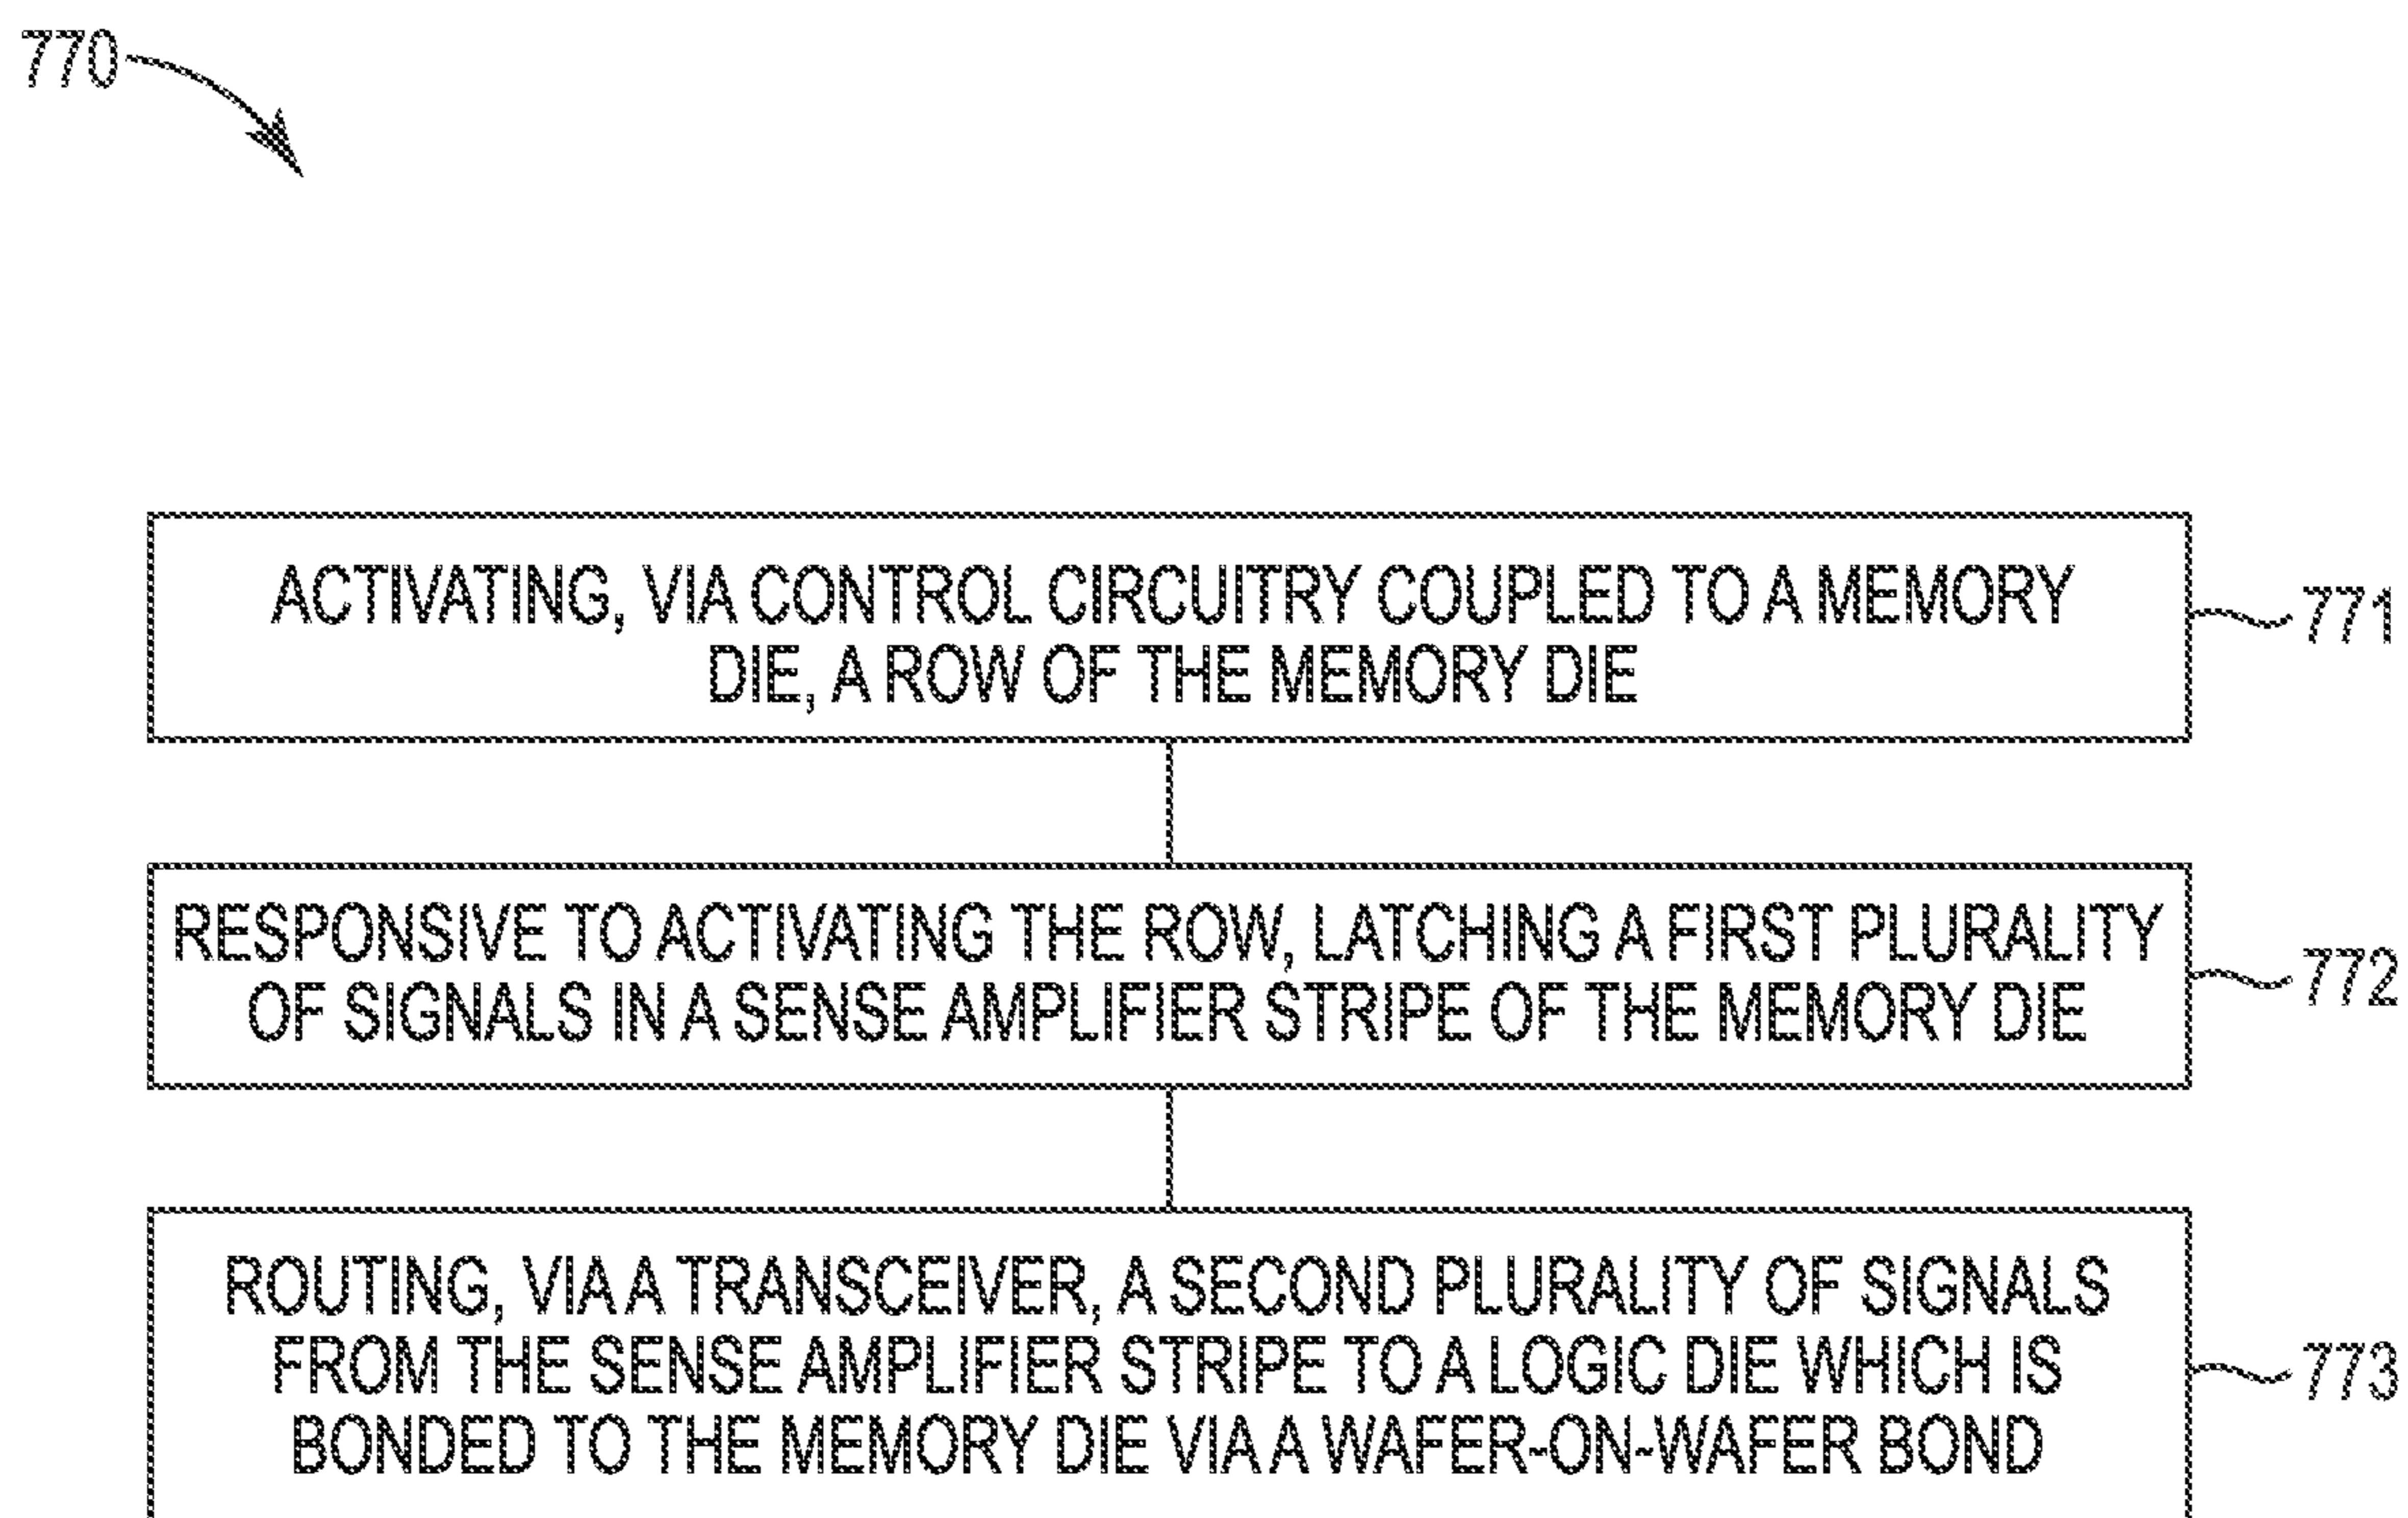 770
ACTIVATING, VIA CONTROL CIRCUITRY COUPLED TO A MEMORY
DIE, A ROW OF THE MEMORY DIE
771
RESPONSIVE TO ACTIVATING THE ROW, LATCHING A FIRST PLURALITY
OF SIGNALS IN A SENSE AMPLIFIER STRIPE OF THE MEMORY DIE
772
ROUTING, VIA A TRANSCEIVER, A SECOND PLURALITY OF SIGNALS
FROM THE SENSE AMPLIFIER STRIPE TO A LOGIC DIE WHICH IS
BONDED TO THE MEMORY DIE VIA A WAFER-ON-WAFER BOND
773